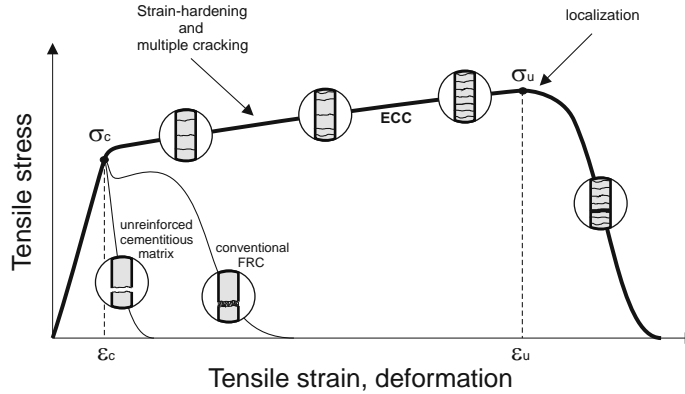 Strain-hardening
and
multiple cracking
localization
σu
ECC
σc
Tensile stress
unreinforced
cementitious
matrix
conventional
FRC
εc
εu
Tensile strain, deformation